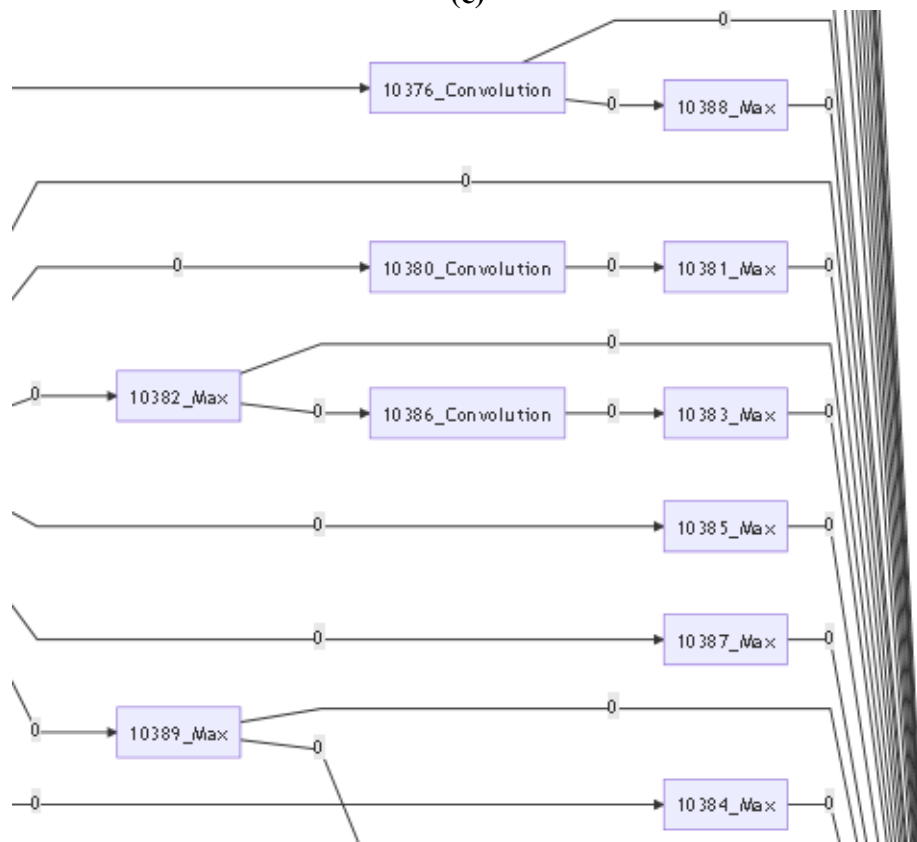 (c)
0
10376_Convolution
0 10388_Max 0
0
0 10380_Convolution 0 10381_Max 0
0
0 10382_Max 0 10386_Convolution 0 10383_Max 0
0 10385_Max 0
0 10387_Max 0
0
0 10389_Max 0
0 10384_Max 0